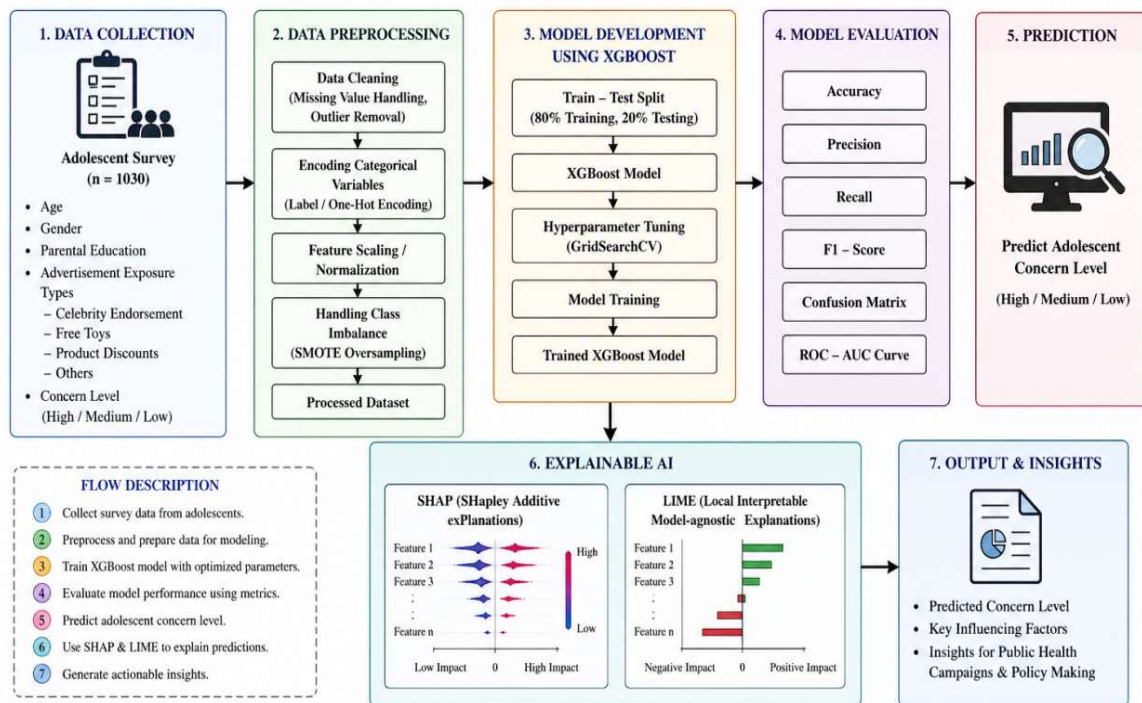 1. DATA COLLECTION
Adolescent Survey
(n = 1030)
• Age
• Gender
• Parental Education
• Advertisement Exposure
Types
– Celebrity Endorsement
– Free Toys
– Product Discounts
– Others
• Concern Level
(High / Medium / Low)
2. DATA PREPROCESSING
Data Cleaning
(Missing Value Handling,
Outlier Removal)
Encoding Categorical
Variables
(Label / One-Hot Encoding)
Feature Scaling /
Normalization
Handling Class
Imbalance
(SMOTE Oversampling)
Processed Dataset
3. MODEL DEVELOPMENT
USING XGBOOST
Train – Test Split
(80% Training, 20% Testing)
XGBoost Model
Hyperparameter Tuning
(GridSearchCV)
Model Training
Trained XGBoost Model
4. MODEL EVALUATION
Accuracy
Precision
Recall
F1 – Score
Confusion Matrix
ROC – AUC Curve
5. PREDICTION
Predict Adolescent
Concern Level
(High / Medium / Low)
FLOW DESCRIPTION
1 Collect survey data from adolescents.
2 Preprocess and prepare data for modeling.
3 Train XGBoost model with optimized parameters.
4 Evaluate model performance using metrics.
5 Predict adolescent concern level.
6 Use SHAP & LIME to explain predictions.
7 Generate actionable insights.
6. EXPLAINABLE AI
SHAP (SHapley Additive
exPlanations)
Feature 1
Feature 2
Feature 3
⋮
⋮
Feature n
High
Low
Low Impact 0 High Impact
LIME (Local Interpretable
Model-agnostic Explanations)
Feature 1
Feature 2
Feature 3
⋮
⋮
Feature n
Negative Impact 0 Positive Impact
7. OUTPUT & INSIGHTS
• Predicted Concern Level
• Key Influencing Factors
• Insights for Public Health
Campaigns & Policy Making